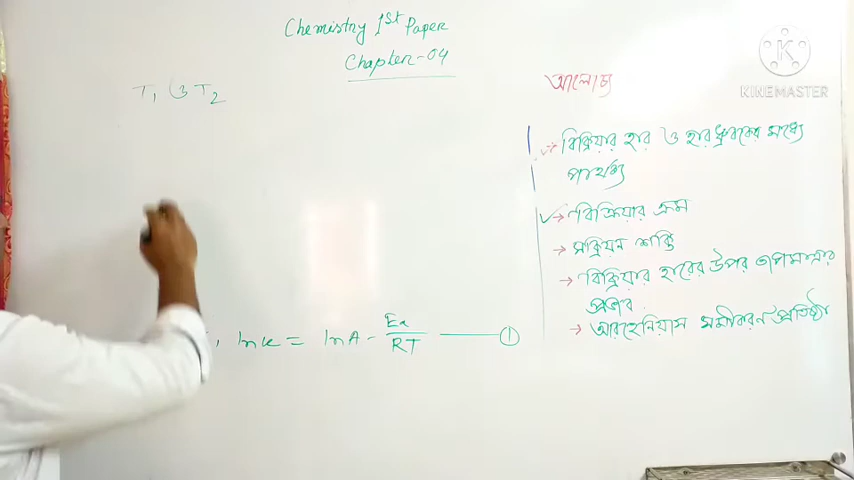 Chemistry 1st Paper
Chapter-04
T₁ ও T₂
, lnk = lnA - Ea/RT ——— ①
আলোচ্য
→ বিক্রিয়ার হার ও হার ধ্রুবকের মধ্যে
পার্থক্য
→ বিক্রিয়ার ক্রম
→ সক্রিয়ন শক্তি
→ বিক্রিয়ার হারের উপর তাপমাত্রার
প্রভাব.
→ আরহেনিয়াস সমীকরণ প্রতিষ্ঠা
K
KINEMASTER